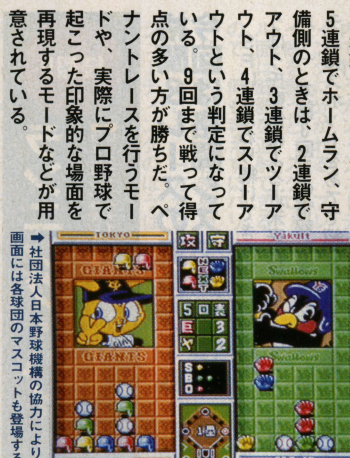 5連鎖でホームラン、守
備側のときは、2連鎖で
アウト、3連鎖でツーア
ウト、4連鎖でスリーア
ウトという判定になって
いる。9回まで戦って得
点の多い方が勝ちだ。ペ
ナントレースを行うモー
ドや、実際にプロ野球で
起こった印象的な場面を
再現するモードなどが用
意されている。
➡社団法人日本野球機構の協力により
画面には各球団のマスコットも登場する
TOKYO
GIANTS
GIANTS
攻 守
NEXT
5回裏
巨 3
ヤ 2
S
B
O
Yakult
Swallows
Swallows